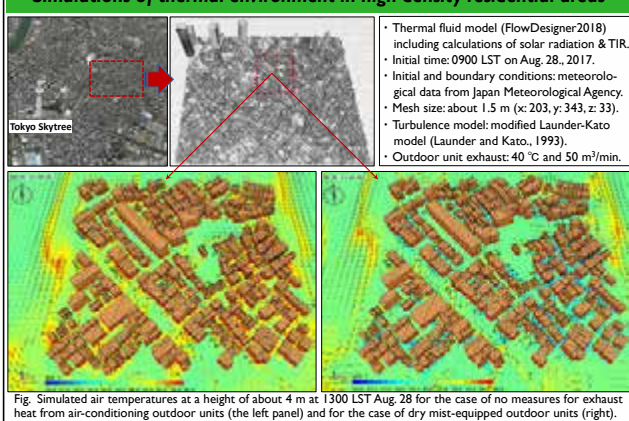 Simulations of thermal environment in high density residential areas
Tokyo Skytree
・Thermal fluid model (FlowDesigner2018)
including calculations of solar radiation & TIR.
・Initial time: 0900 LST on Aug. 28., 2017.
・Initial and boundary conditions: meteorolo-
gical data from Japan Meteorological Agency.
・Mesh size: about 1.5 m (x: 203, y: 343, z: 33).
・Turbulence model: modified Launder-Kato
model (Launder and Kato., 1993).
・Outdoor unit exhaust: 40 ℃ and 50 m³/min.
Fig. Simulated air temperatures at a height of about 4 m at 1300 LST Aug. 28 for the case of no measures for exhaust
heat from air-conditioning outdoor units (the left panel) and for the case of dry mist-equipped outdoor units (right).